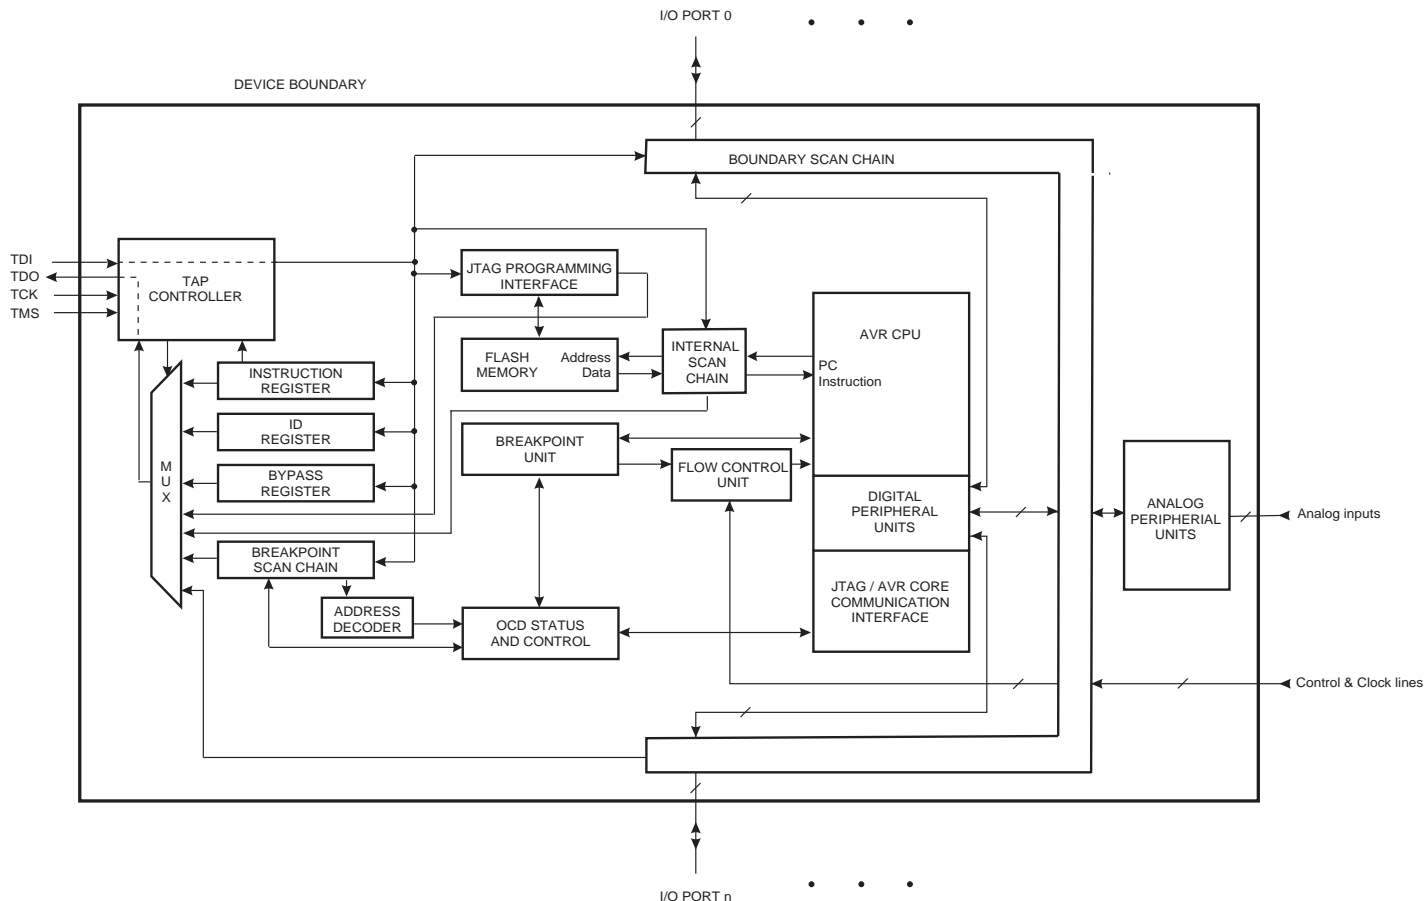 I/O PORT 0
DEVICE BOUNDARY
BOUNDARY SCAN CHAIN
TDI
TDO
TCK
TMS
TAP
CONTROLLER
JTAG PROGRAMMING
INTERFACE
AVR CPU
INTERNAL
SCAN
CHAIN
FLASH
MEMORY
Address
Data
PC
Instruction
INSTRUCTION
REGISTER
ID
REGISTER
M
U
X
BYPASS
REGISTER
BREAKPOINT
UNIT
FLOW CONTROL
UNIT
DIGITAL
PERIPHERAL
UNITS
ANALOG
PERIPHERIAL
UNITS
Analog inputs
BREAKPOINT
SCAN CHAIN
JTAG / AVR CORE
COMMUNICATION
INTERFACE
ADDRESS
DECODER
OCD STATUS
AND CONTROL
Control & Clock lines
I/O PORT n